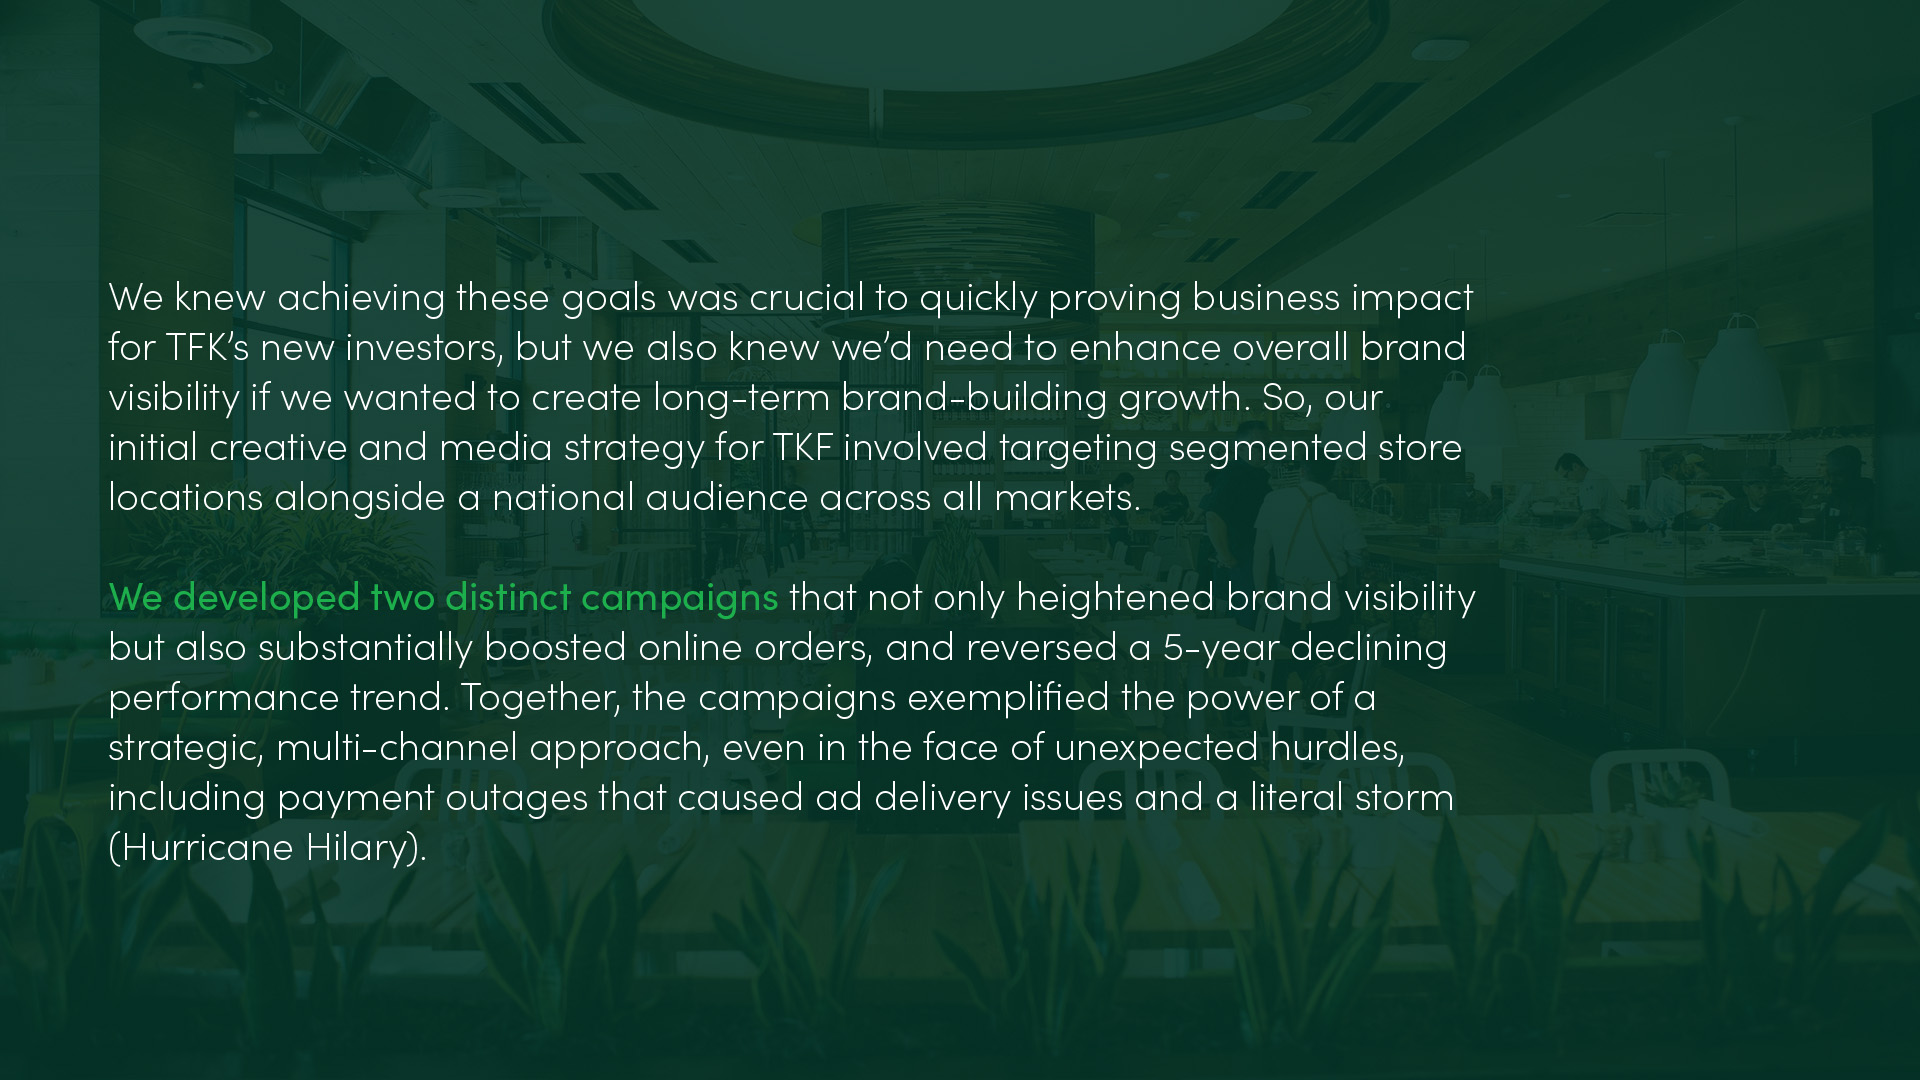 We knew achieving these goals was crucial to quickly proving business impact
for TFK’s new investors, but we also knew we’d need to enhance overall brand
visibility if we wanted to create long-term brand-building growth. So, our
initial creative and media strategy for TKF involved targeting segmented store
locations alongside a national audience across all markets.
We developed two distinct campaigns that not only heightened brand visibility
but also substantially boosted online orders, and reversed a 5-year declining
performance trend. Together, the campaigns exemplified the power of a
strategic, multi-channel approach, even in the face of unexpected hurdles,
including payment outages that caused ad delivery issues and a literal storm
(Hurricane Hilary).